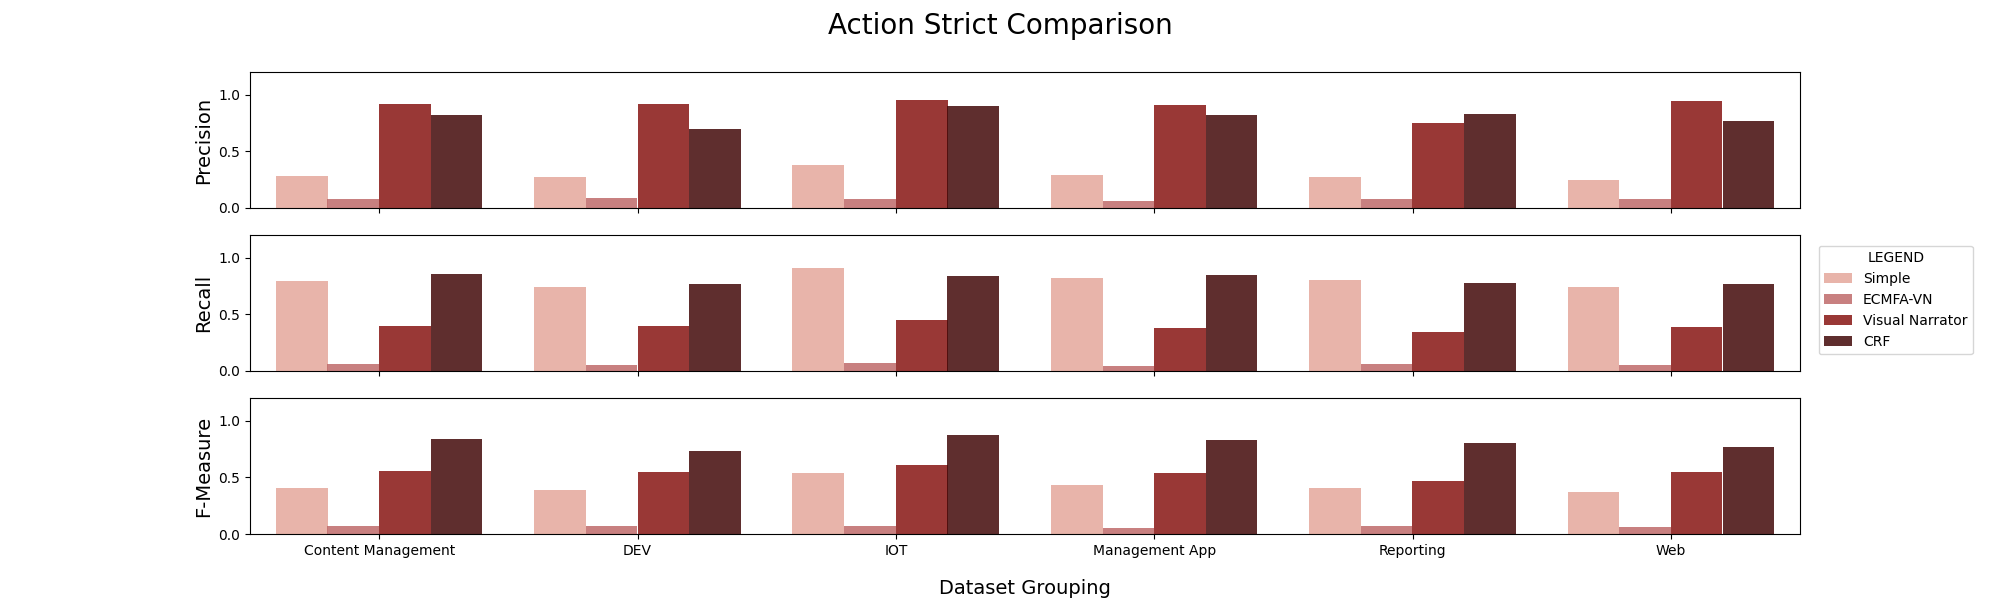 Action Strict Comparison
Precision
1.0
0.5
0.0
Recall
1.0
0.5
0.0
LEGEND
Simple
ECMFA-VN
Visual Narrator
CRF
F-Measure
1.0
0.5
0.0
Content Management DEV IOT Management App Reporting Web
Dataset Grouping